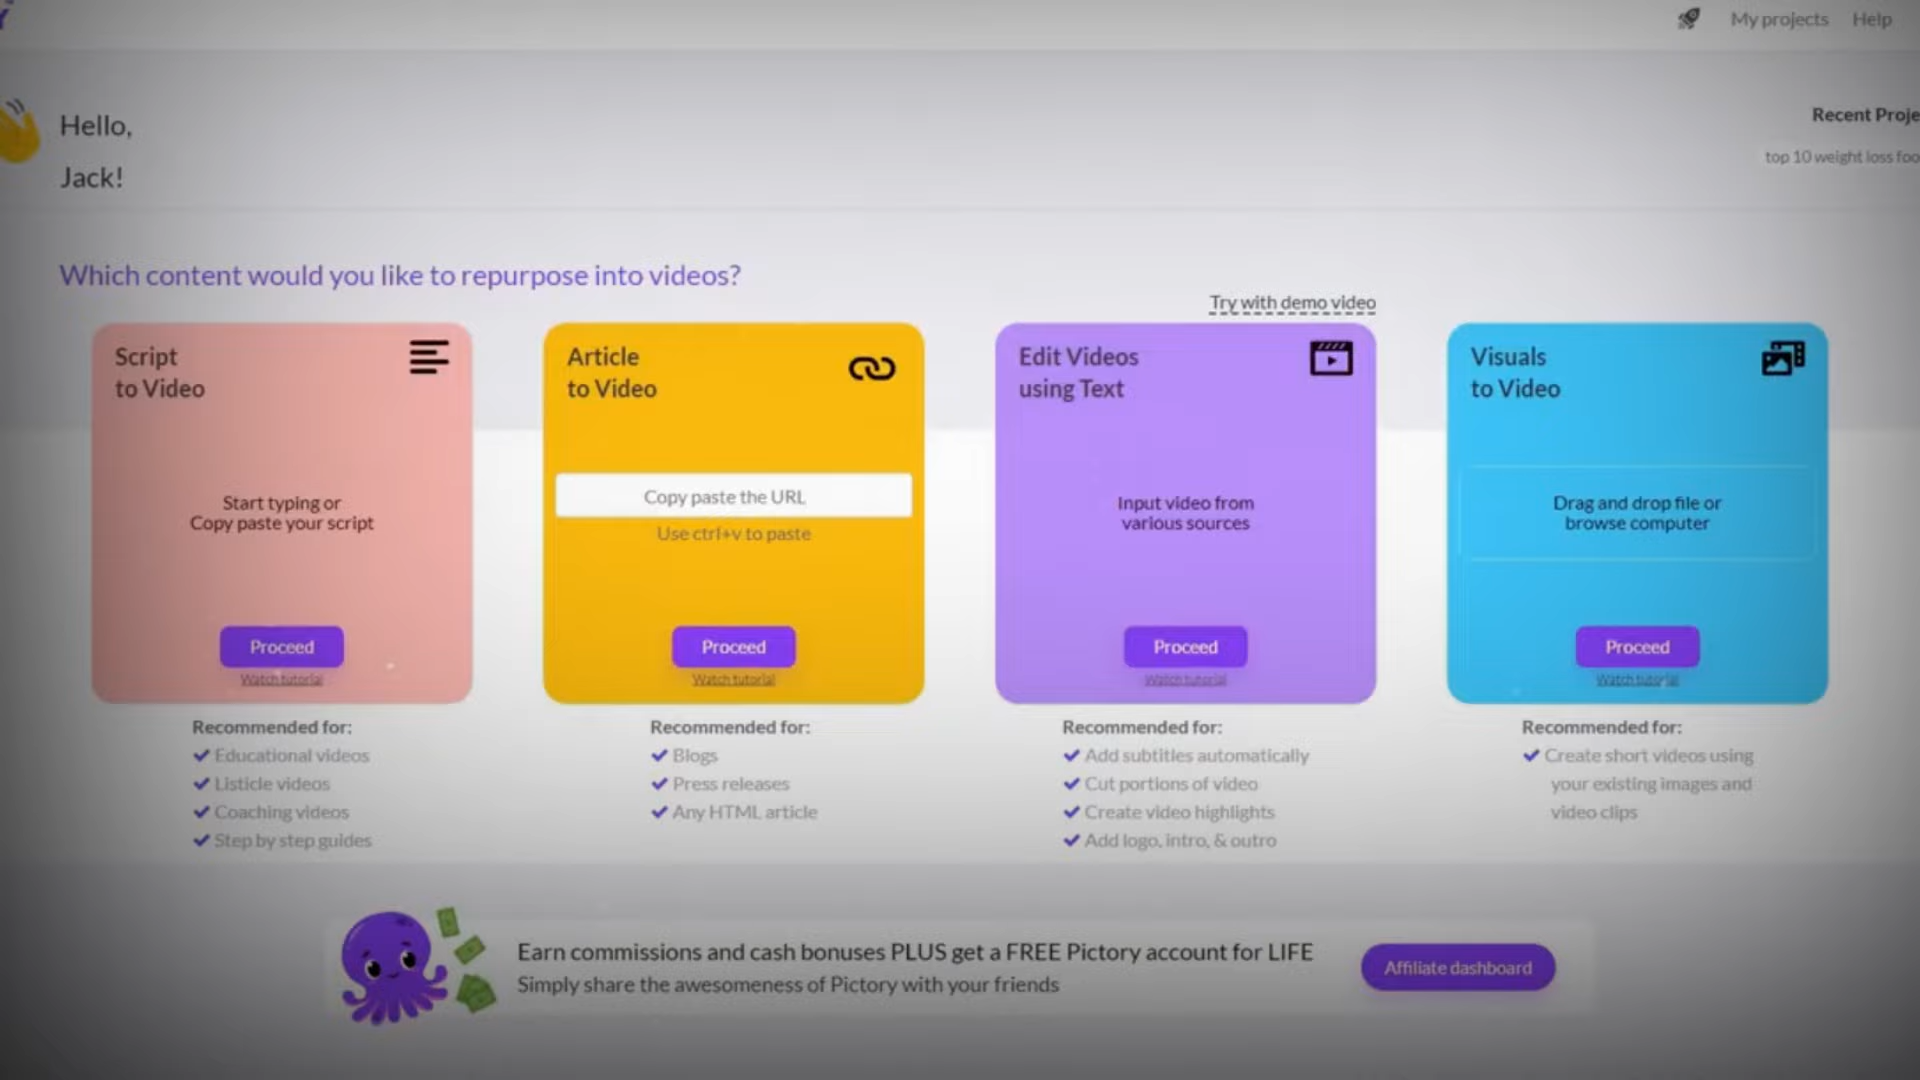 My projects
Help
Hello,
Jack!
Recent Proje
top 10 weight loss foo
Which content would you like to repurpose into videos?
Try with demo video
Script
to Video
Start typing or
Copy paste your script
Proceed
Watch tutorial
Recommended for:
Educational videos
Listicle videos
Coaching videos
Step by step guides
Article
to Video
Copy paste the URL
Use ctrl+v to paste
Proceed
Watch tutorial
Recommended for:
Blogs
Press releases
Any HTML article
Edit Videos
using Text
Input video from
various sources
Proceed
Watch tutorial
Recommended for:
Add subtitles automatically
Cut portions of video
Create video highlights
Add logo, intro, & outro
Visuals
to Video
Drag and drop file or
browse computer
Proceed
Watch tutorial
Recommended for:
Create short videos using
your existing images and
video clips
Earn commissions and cash bonuses PLUS get a FREE Pictory account for LIFE
Simply share the awesomeness of Pictory with your friends
Affiliate dashboard